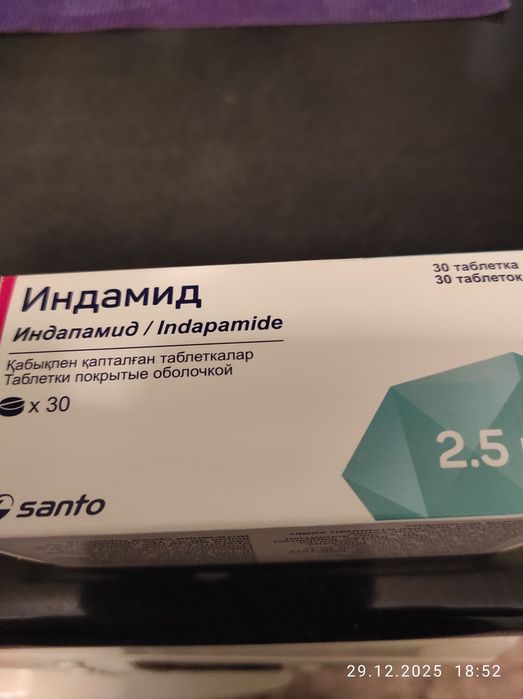 30 таблетка
30 таблеток
Индамид
Индапамид / Indapamide
Қабықпен қапталған таблеткалар
Таблетки покрытые оболочкой
x 30
2.5
santo
29.12.2025 18:52